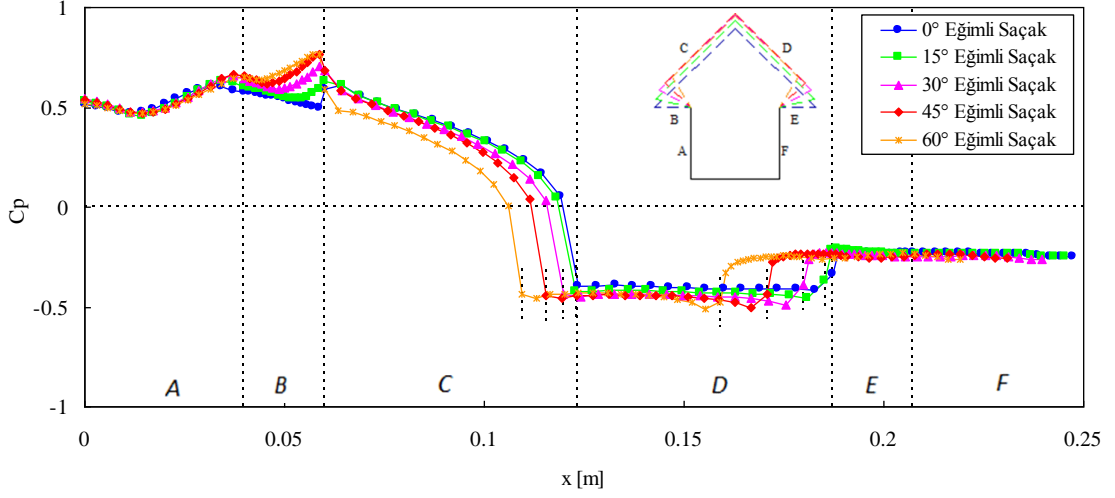 1
0.5
0
-0.5
-1
Cp
0
0.05
0.1
0.15
0.2
0.25
x [m]
A
B
C
D
E
F
C
D
B
E
A
F
0° Eğimli Saçak
15° Eğimli Saçak
30° Eğimli Saçak
45° Eğimli Saçak
60° Eğimli Saçak